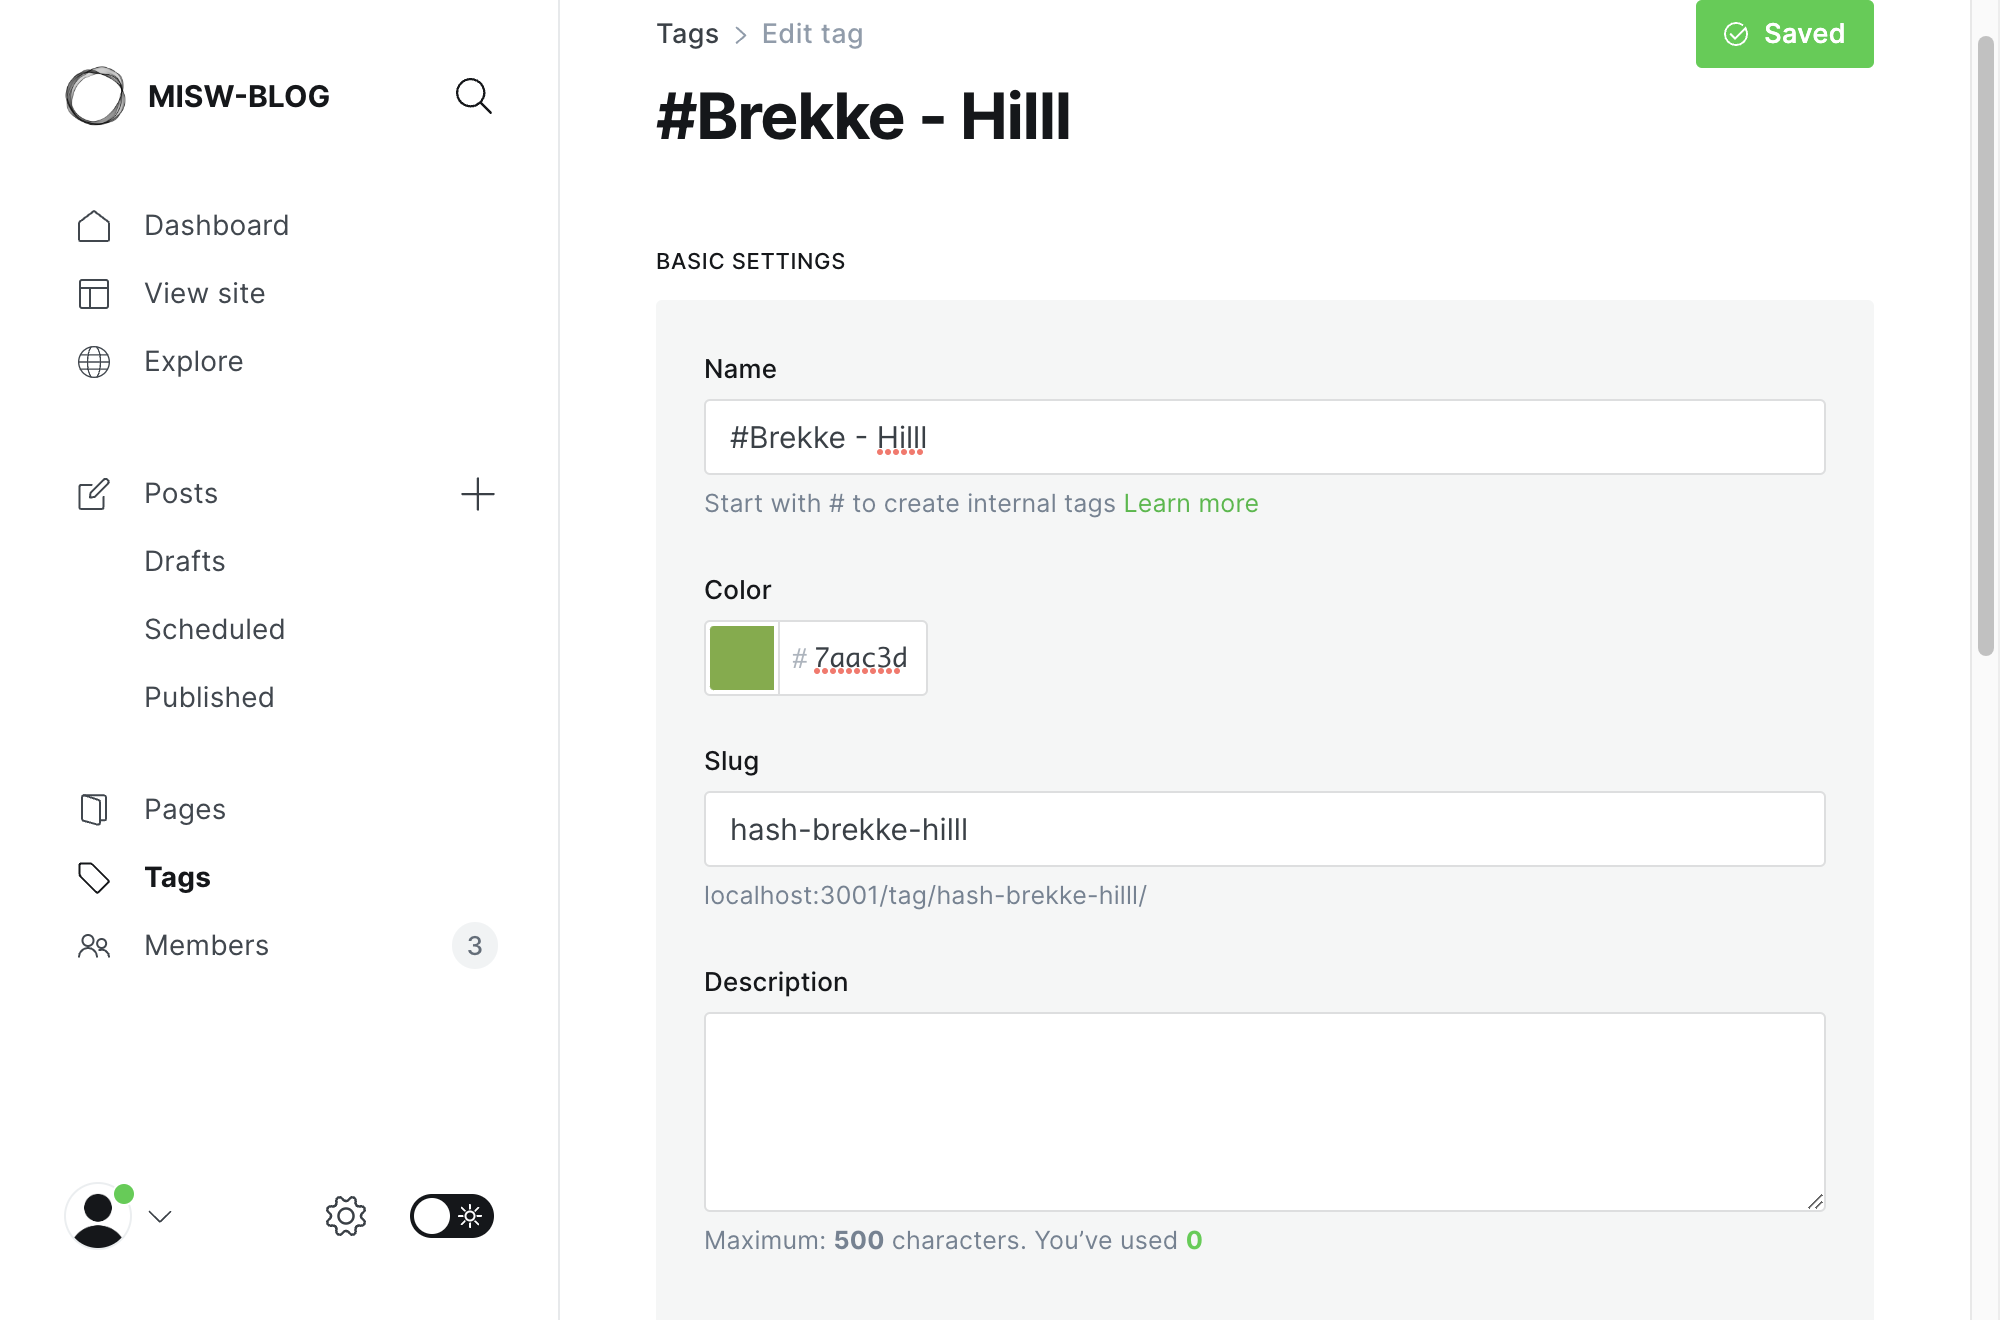 MISW-BLOG
Dashboard
View site
Explore
Posts
Drafts
Scheduled
Published
Pages
Tags
Members
3
Tags > Edit tag
Saved
#Brekke - Hilll
BASIC SETTINGS
Name
#Brekke - Hilll
Start with # to create internal tags Learn more
Color
# 7aac3d
Slug
hash-brekke-hilll
localhost:3001/tag/hash-brekke-hilll/
Description
Maximum: 500 characters. You’ve used 0